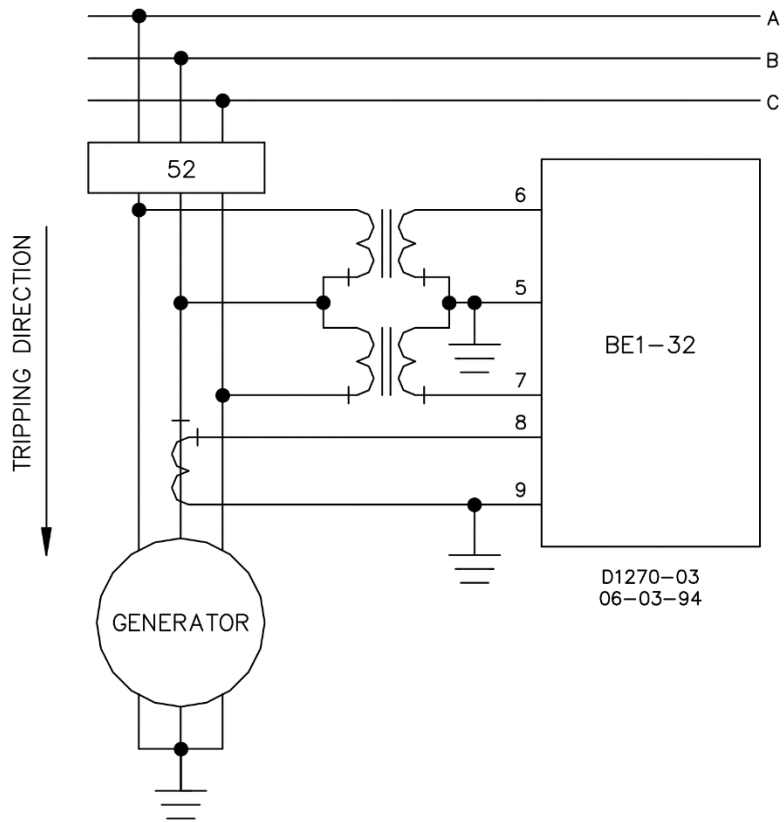 A
B
C
52
6
5
7
8
9
BE1-32
TRIPPING DIRECTION
GENERATOR
D1270-03
06-03-94